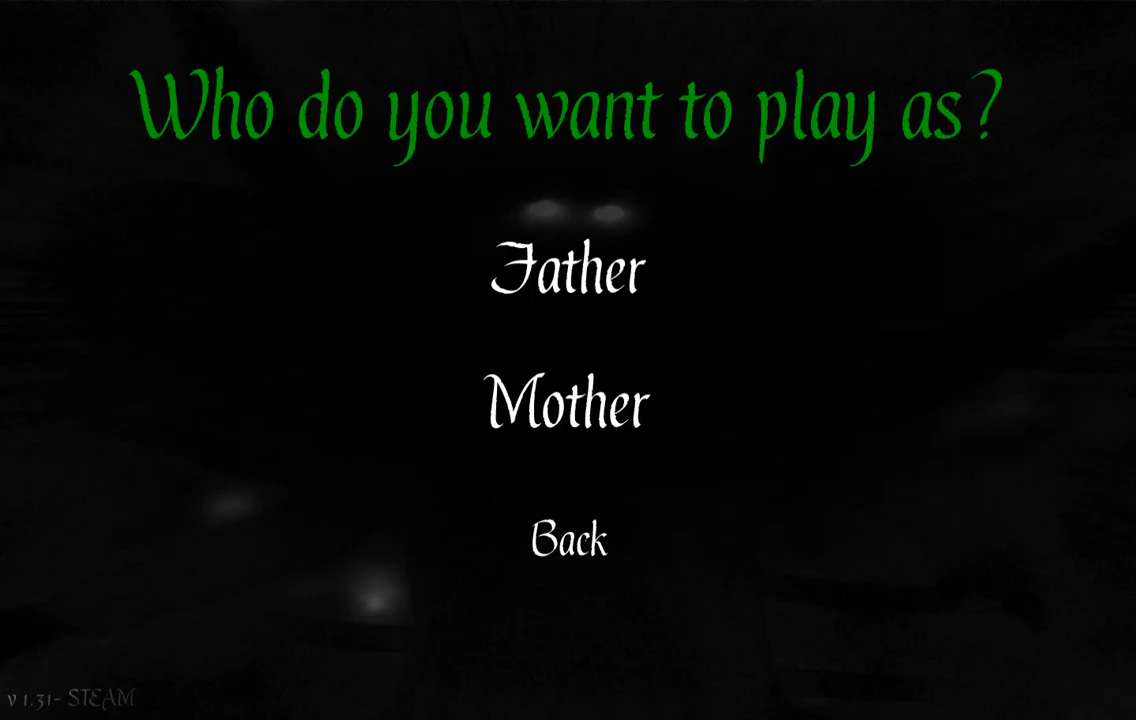 Who do you want to play as?
Father
Mother
Back
v 1.31- STEAM